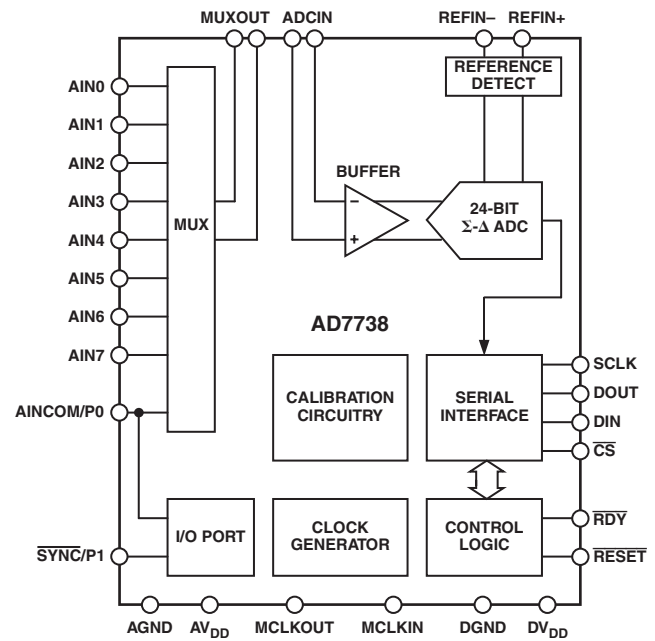 MUXOUT ADCIN REFIN– REFIN+
REFERENCE
DETECT
AIN0
AIN1
AIN2
AIN3
AIN4
AIN5
AIN6
AIN7
AINCOM/P0
SYNC/P1
MUX
BUFFER
–
+
24-BIT
Σ-Δ ADC
AD7738
CALIBRATION
CIRCUITRY
SERIAL
INTERFACE
SCLK
DOUT
DIN
CS
I/O PORT
CLOCK
GENERATOR
CONTROL
LOGIC
RDY
RESET
AGND AVDD MCLKOUT MCLKIN DGND DVDD